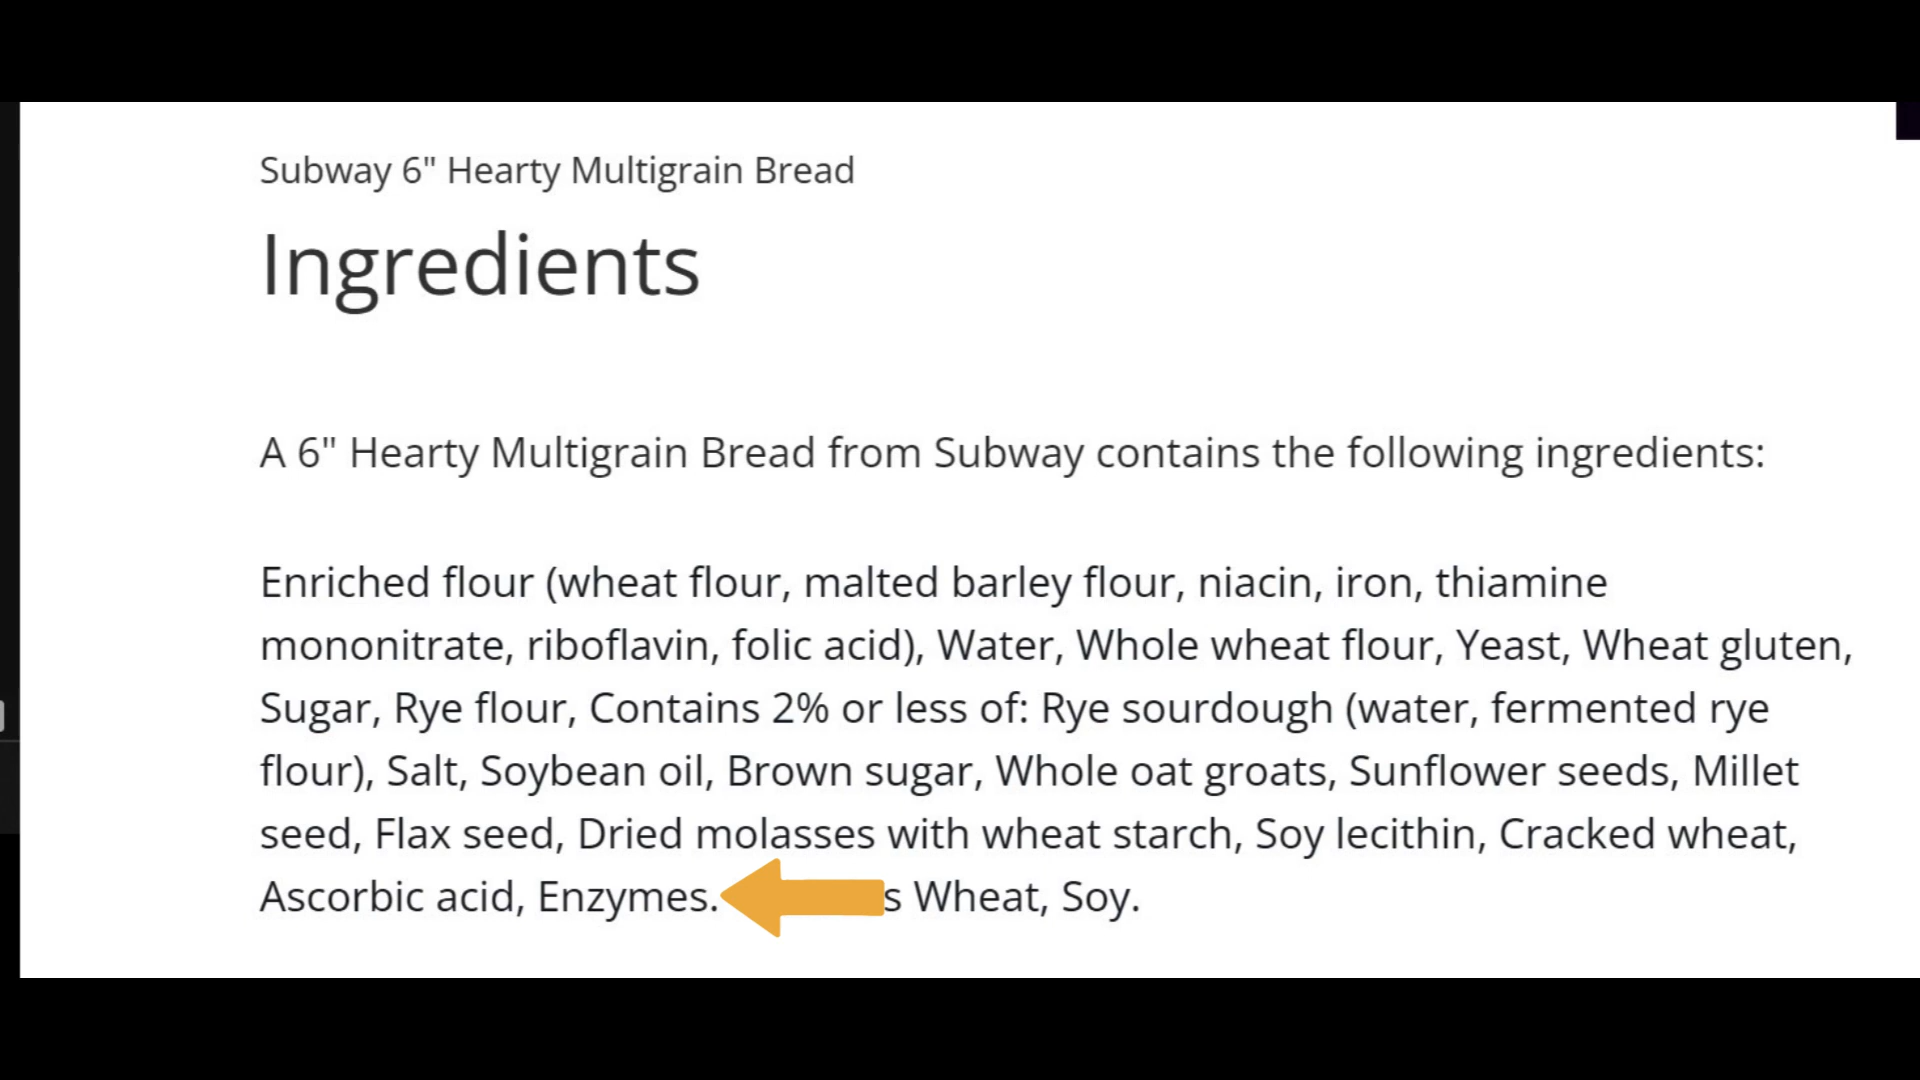 Subway 6" Hearty Multigrain Bread
Ingredients
A 6" Hearty Multigrain Bread from Subway contains the following ingredients:
Enriched flour (wheat flour, malted barley flour, niacin, iron, thiamine
mononitrate, riboflavin, folic acid), Water, Whole wheat flour, Yeast, Wheat gluten,
Sugar, Rye flour, Contains 2% or less of: Rye sourdough (water, fermented rye
flour), Salt, Soybean oil, Brown sugar, Whole oat groats, Sunflower seeds, Millet
seed, Flax seed, Dried molasses with wheat starch, Soy lecithin, Cracked wheat,
Ascorbic acid, Enzymes. Wheat, Soy.